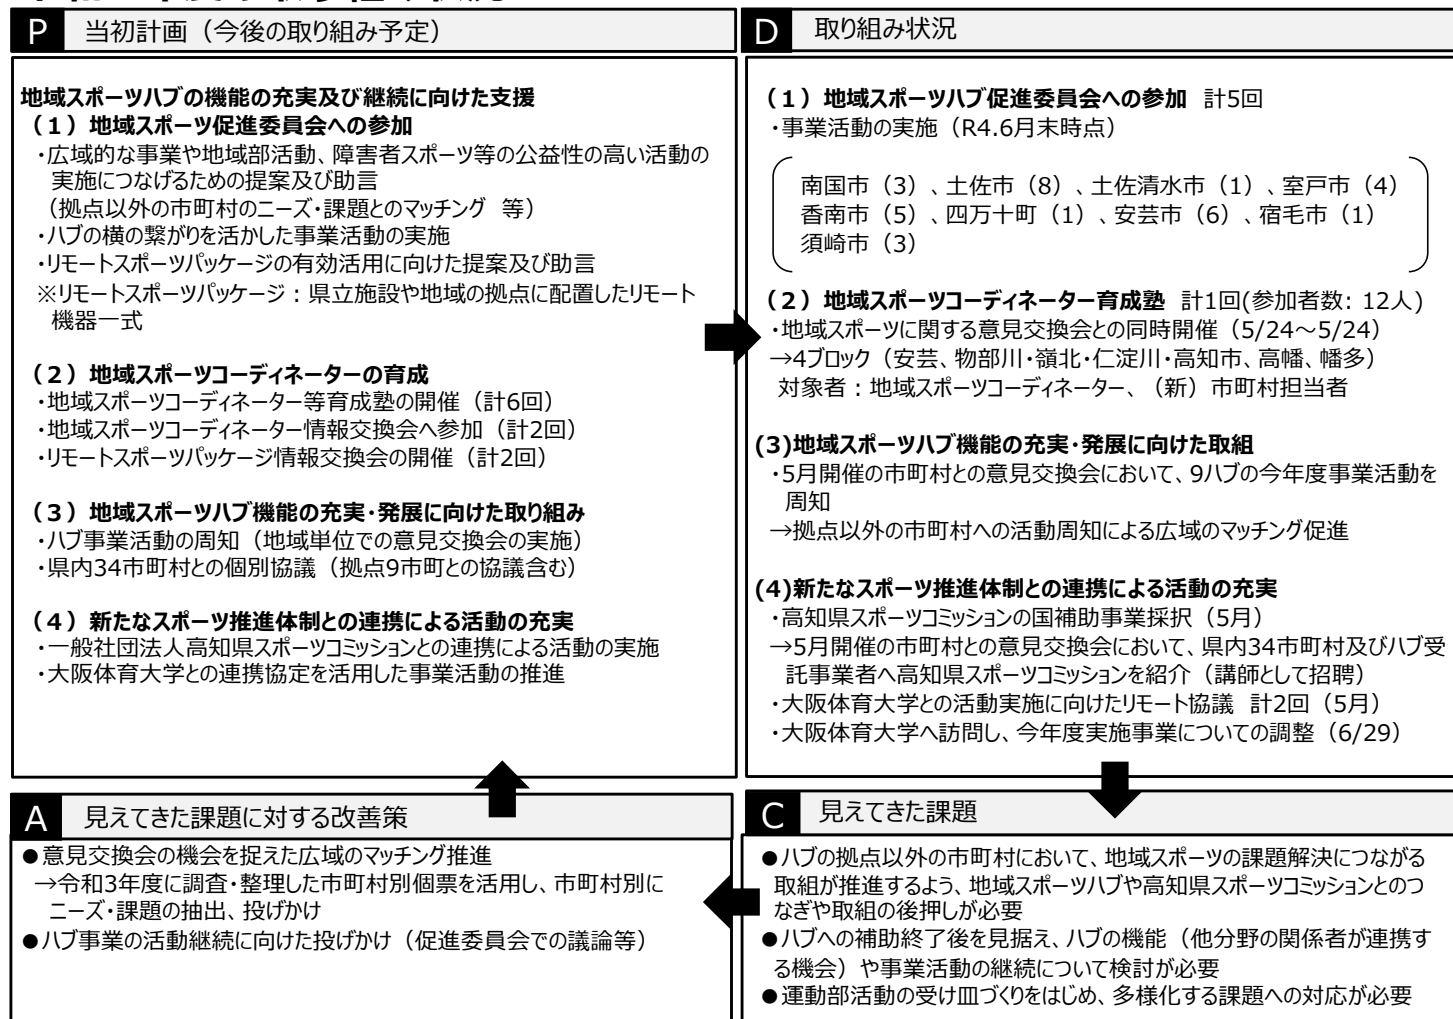 P 当初計画（今後の取り組み予定）
地域スポーツハブの機能の充実及び継続に向けた支援
（１）地域スポーツ促進委員会への参加
・広域的な事業や地域部活動、障害者スポーツ等の公益性の高い活動の
実施につなげるための提案及び助言
（拠点以外の市町村のニーズ・課題とのマッチング 等）
・ハブの横の繋がりを活かした事業活動の実施
・リモートスポーツパッケージの有効活用に向けた提案及び助言
※リモートスポーツパッケージ：県立施設や地域の拠点に配置したリモート
機器一式
（２）地域スポーツコーディネーターの育成
・地域スポーツコーディネーター等育成塾の開催（計6回）
・地域スポーツコーディネーター情報交換会へ参加（計2回）
・リモートスポーツパッケージ情報交換会の開催（計2回）
（３）地域スポーツハブ機能の充実・発展に向けた取り組み
・ハブ事業活動の周知（地域単位での意見交換会の実施）
・県内34市町村との個別協議（拠点9市町との協議含む）
（４）新たなスポーツ推進体制との連携による活動の充実
・一般社団法人高知県スポーツコミッションとの連携による活動の実施
・大阪体育大学との連携協定を活用した事業活動の推進
D 取り組み状況
（１）地域スポーツハブ促進委員会への参加 計5回
・事業活動の実施（R4.6月末時点）
南国市（3）、土佐市（8）、土佐清水市（1）、室戸市（4）
香南市（5）、四万十町（1）、安芸市（6）、宿毛市（1）
須崎市（3）
（２）地域スポーツコーディネーター育成塾 計1回(参加者数: 12人)
・地域スポーツに関する意見交換会との同時開催（5/24～5/24）
→4ブロック（安芸、物部川・嶺北・仁淀川・高知市、高幡、幡多）
対象者：地域スポーツコーディネーター、（新）市町村担当者
(3)地域スポーツハブ機能の充実・発展に向けた取組
・5月開催の市町村との意見交換会において、9ハブの今年度事業活動を
周知
→拠点以外の市町村への活動周知による広域のマッチング促進
(4)新たなスポーツ推進体制との連携による活動の充実
・高知県スポーツコミッションの国補助事業採択（5月）
→5月開催の市町村との意見交換会において、県内34市町村及びハブ受
託事業者へ高知県スポーツコミッションを紹介（講師として招聘）
・大阪体育大学との活動実施に向けたリモート協議 計2回（5月）
・大阪体育大学へ訪問し、今年度実施事業についての調整（6/29）
A 見えてきた課題に対する改善策
●意見交換会の機会を捉えた広域のマッチング推進
→令和3年度に調査・整理した市町村別個票を活用し、市町村別に
ニーズ・課題の抽出、投げかけ
●ハブ事業の活動継続に向けた投げかけ（促進委員会での議論等）
C 見えてきた課題
●ハブの拠点以外の市町村において、地域スポーツの課題解決につながる
取組が推進するよう、地域スポーツハブや高知県スポーツコミッションとのつ
なぎや取組の後押しが必要
●ハブへの補助終了後を見据え、ハブの機能（他分野の関係者が連携す
る機会）や事業活動の継続について検討が必要
●運動部活動の受け皿づくりをはじめ、多様化する課題への対応が必要